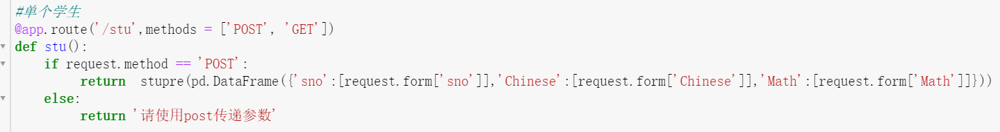 #单个学生
@app.route('/stu',methods = ['POST', 'GET'])
def stu():
    if request.method == 'POST':
        return  stupre(pd.DataFrame({'sno':[request.form['sno']],'Chinese':[request.form['Chinese']],'Math':[request.form['Math']]}))
    else:
        return '请使用post传递参数'